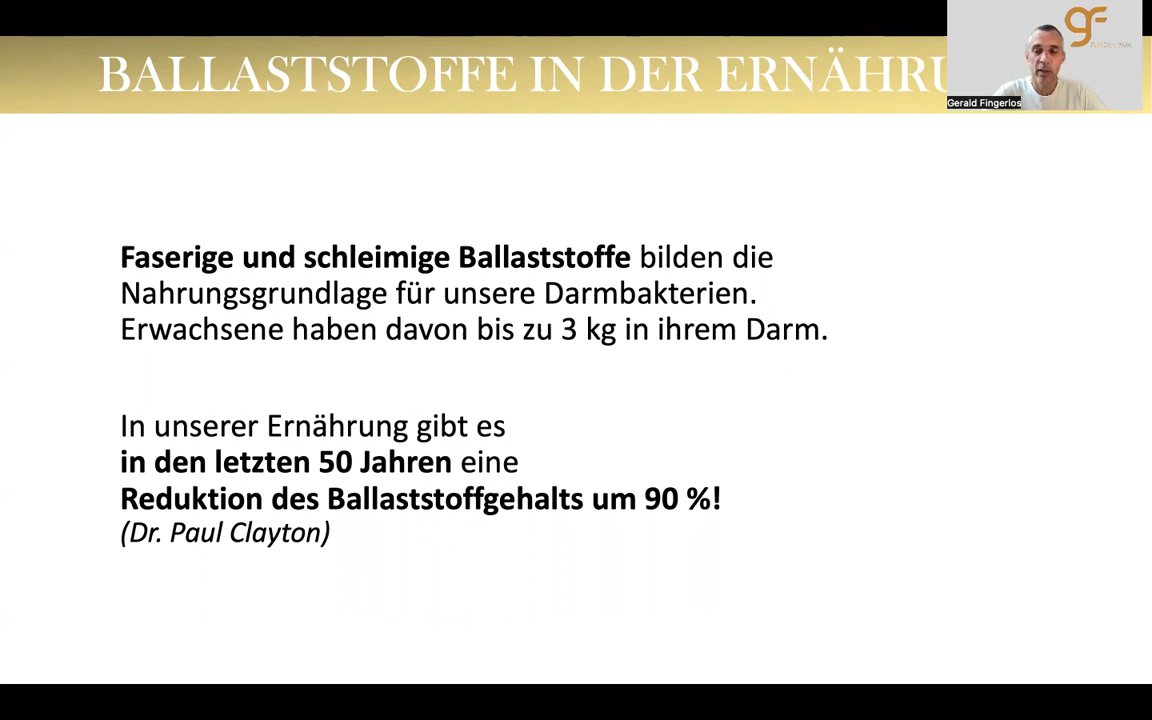 BALLASTSTOFFE IN DER ERNÄHRU
gf
Gerald Fingerlos
Faserige und schleimige Ballaststoffe bilden die
Nahrungsgrundlage für unsere Darmbakterien.
Erwachsene haben davon bis zu 3 kg in ihrem Darm.
In unserer Ernährung gibt es
in den letzten 50 Jahren eine
Reduktion des Ballaststoffgehalts um 90 %!
(Dr. Paul Clayton)